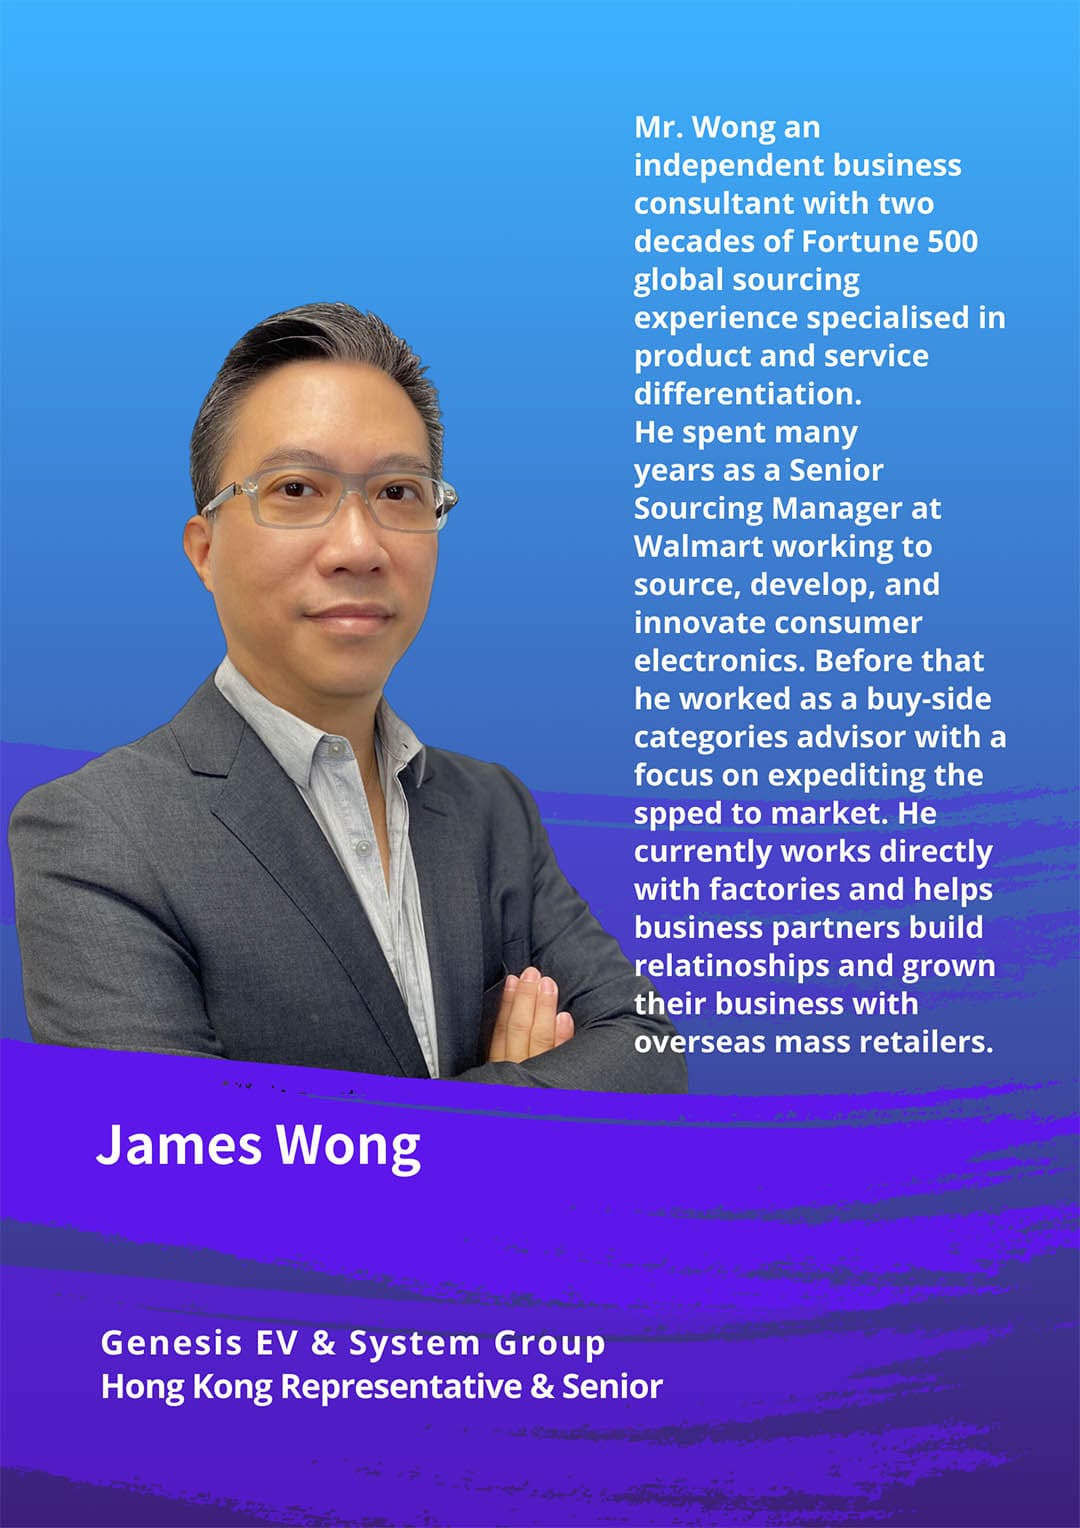 Mr. Wong an
independent business
consultant with two
decades of Fortune 500
global sourcing
experience specialised in
product and service
differentiation.
He spent many
years as a Senior
Sourcing Manager at
Walmart working to
source, develop, and
innovate consumer
electronics. Before that
he worked as a buy-side
categories advisor with a
focus on expediting the
spped to market. He
currently works directly
with factories and helps
business partners build
relatinoships and grown
their business with
overseas mass retailers.
James Wong
Genesis EV & System Group
Hong Kong Representative & Senior